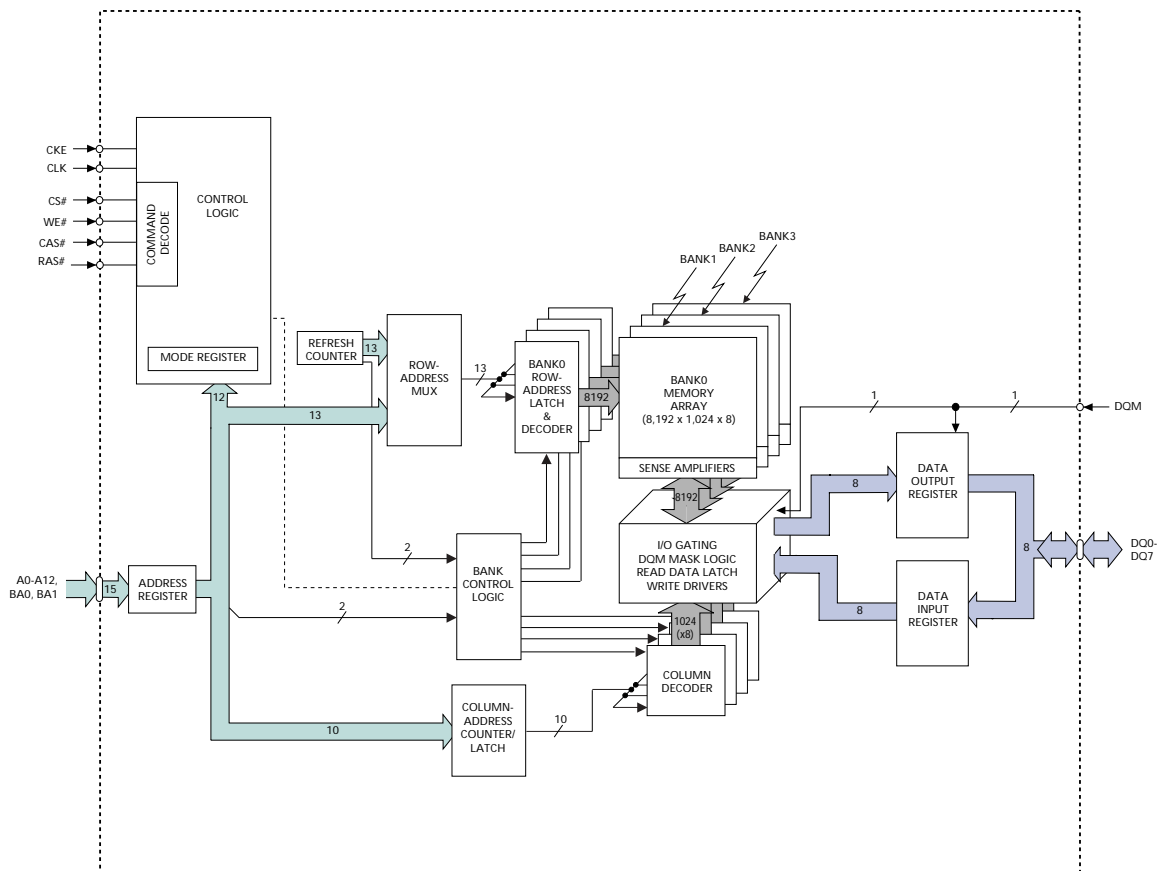 CKE
CLK
CS#
WE#
CAS#
RAS#
COMMAND
DECODE
CONTROL
LOGIC
MODE REGISTER
12
REFRESH
COUNTER
13
ROW-
ADDRESS
MUX
13
13
BANK0
ROW-
ADDRESS
LATCH
&
DECODER
8192
BANK1
BANK2
BANK3
BANK0
MEMORY
ARRAY
(8,192 x 1,024 x 8)
SENSE AMPLIFIERS
8192
I/O GATING
DQM MASK LOGIC
READ DATA LATCH
WRITE DRIVERS
1
1
DQM
DATA
OUTPUT
REGISTER
8
8
DQ0-
DQ7
DATA
INPUT
REGISTER
8
A0-A12,
BA0, BA1
15
ADDRESS
REGISTER
2
2
BANK
CONTROL
LOGIC
1024
(x8)
COLUMN
DECODER
10
COLUMN-
ADDRESS
COUNTER/
LATCH
10